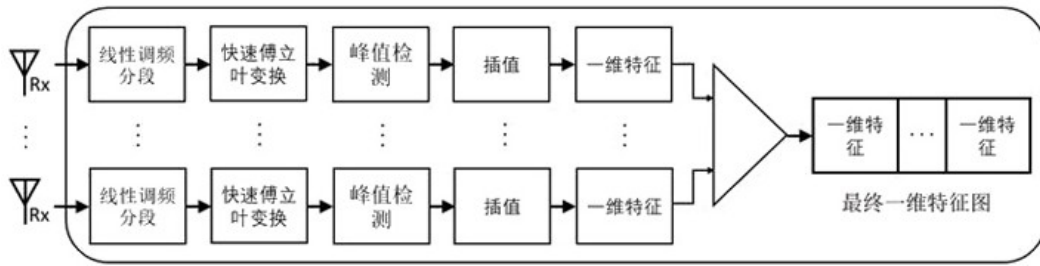 线性调频
分段
快速傅立
叶变换
峰值检
测
插值
一维特征
Rx
一维特
征
...
一维特
征
最终一维特征图
线性调频
分段
快速傅立
叶变换
峰值检
测
插值
一维特征
Rx